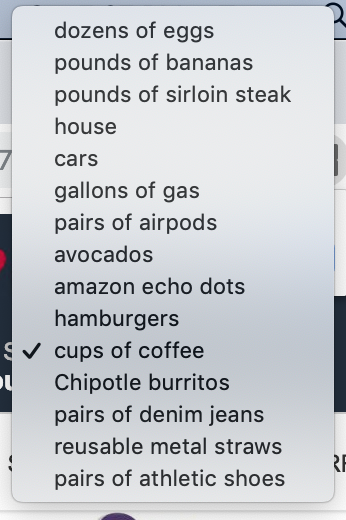 dozens of eggs
pounds of bananas
pounds of sirloin steak
house
cars
gallons of gas
pairs of airpods
avocados
amazon echo dots
hamburgers
cups of coffee
Chipotle burritos
pairs of denim jeans
reusable metal straws
pairs of athletic shoes